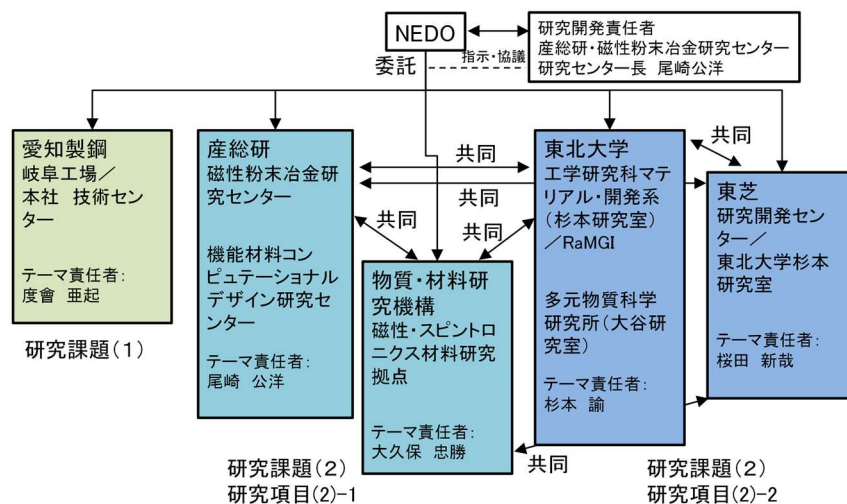 NEDO
研究開発責任者
産総研・磁性粉末冶金研究センター
研究センター長 尾崎公洋
委託
指示・協議
愛知製鋼
岐阜工場／
本社 技術セン
ター
テーマ責任者：
度會 亜起
研究課題(１)
産総研
磁性粉末冶金研
究センター
機能材料コン
ピュテーショナル
デザイン研究セ
ンター
テーマ責任者：
尾崎 公洋
共同
共同
共同
共同
物質・材料研
究機構
磁性・スピントロ
ニクス材料研究
拠点
テーマ責任者：
大久保 忠勝
東北大学
工学研究科マテ
リアル・開発系
（杉本研究室）
／RaMGI
多元物質科学
研究所（大谷研
究室）
テーマ責任者：
杉本 諭
共同
東芝
研究開発セン
ター／
東北大学杉本
研究室
テーマ責任者：
桜田 新哉
共同
研究課題(２)
研究項目(2)-1
研究課題(２)
研究項目(2)-2